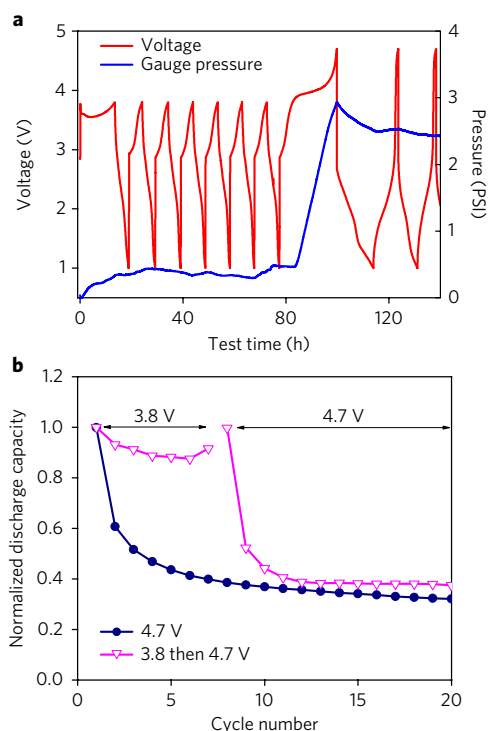 a
Voltage
Gauge pressure
5
4
3
2
1
Voltage (V)
4
3
2
1
0
Pressure (PSI)
0 40 80 120
Test time (h)
b
1.2
1.0
0.8
0.6
0.4
0.2
0.0
Normalized discharge capacity
3.8 V 4.7 V
4.7 V
3.8 then 4.7 V
0 5 10 15 20
Cycle number